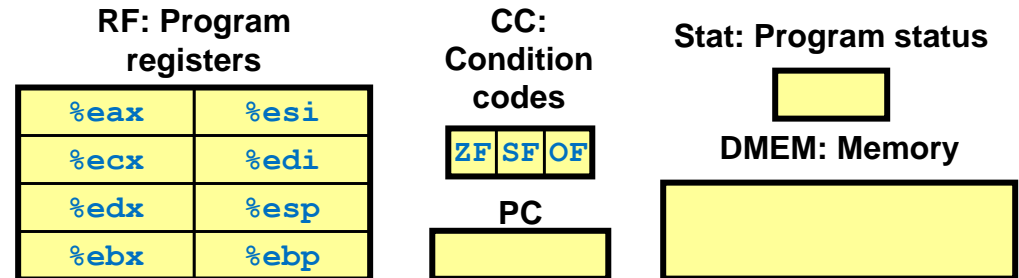 RF: Program
registers
%eax %esi
%ecx %edi
%edx %esp
%ebx %ebp
CC:
Condition
codes
ZF SF OF
PC
Stat: Program status
DMEM: Memory